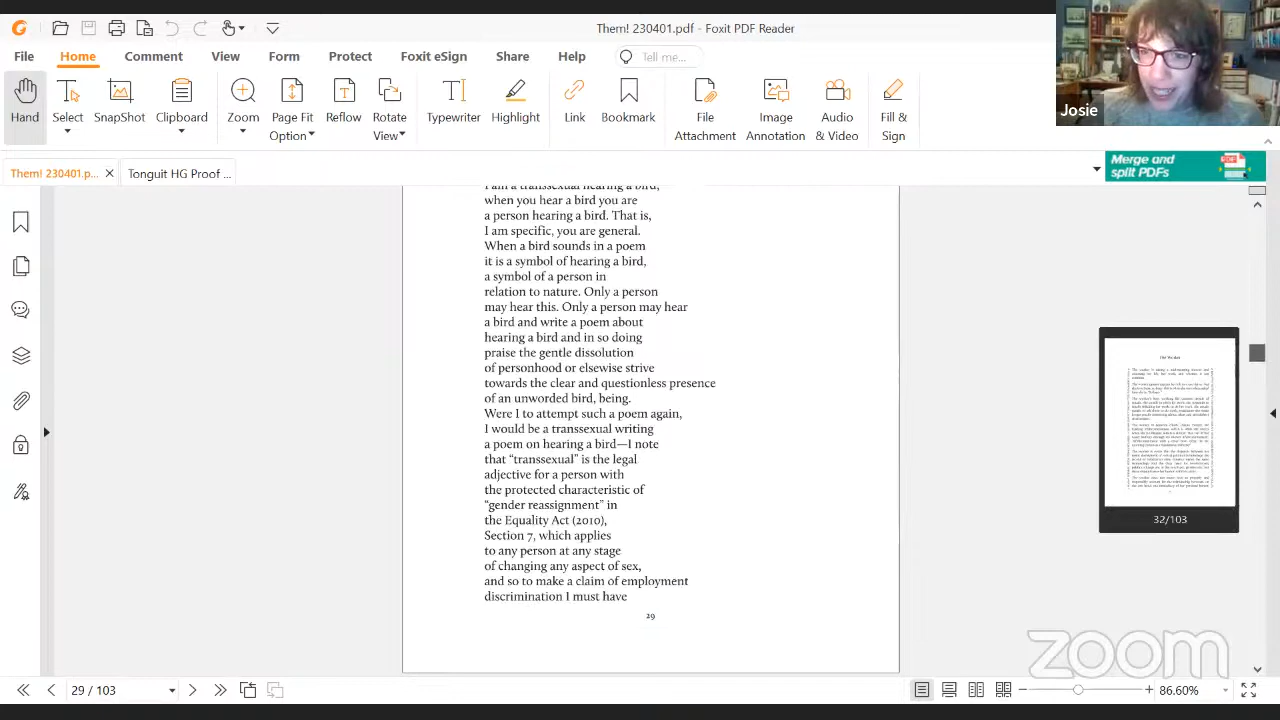 Them! 230401.pdf - Foxit PDF Reader
File Home Comment View Form Protect Foxit eSign Share Help Tell me...
Hand Select SnapShot Clipboard Zoom Page Fit Option Reflow Rotate View Typewriter Highlight Link Bookmark File Attachment Image Annotation Audio & Video Fill & Sign
Josie
Them! 230401.p... Tonguit HG Proof ...
Merge and
split PDFs
I am a transsexual hearing a bird,
when you hear a bird you are
a person hearing a bird. That is,
I am specific, you are general.
When a bird sounds in a poem
it is a symbol of hearing a bird,
a symbol of a person in
relation to nature. Only a person
may hear this. Only a person may hear
a bird and write a poem about
hearing a bird and in so doing
praise the gentle dissolution
of personhood or elsewise strive
towards the clear and questionless presence
of an unworded bird, being.
Were I to attempt such a poem again,
I would be a transsexual writing
a poem on hearing a bird—I note
that “transsexual” is the legal
adjective for a person with
the protected characteristic of
“gender reassignment” in
the Equality Act (2010),
Section 7, which applies
to any person at any stage
of changing any aspect of sex,
and so to make a claim of employment
discrimination I must have
29
32/103
zoom
29 / 103
86.60%